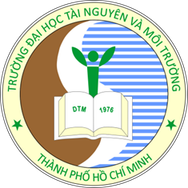 TRƯỜNG ĐẠI HỌC TÀI NGUYÊN VÀ MÔI TRƯỜNG
DTM 1976
THÀNH PHỐ HỒ CHÍ MINH